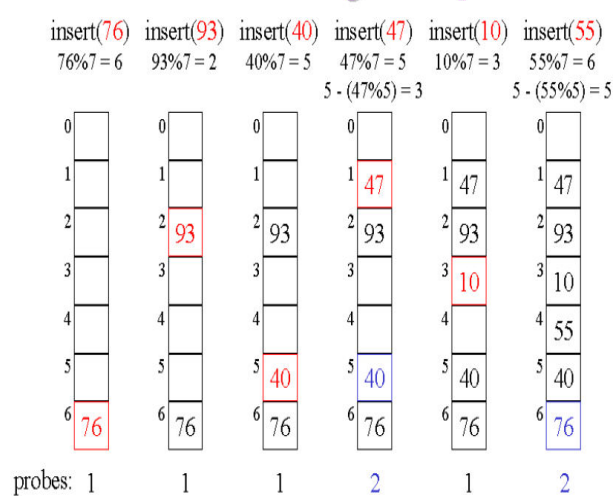 insert(76) insert(93) insert(40) insert(47) insert(10) insert(55)
76%7 = 6 93%7 = 2 40%7 = 5 47%7 = 5 10%7 = 3 55%7 = 6
5 - (47%5) = 3 5 - (55%5) = 5
0 0 0 0 0 0
1 1 1 1 47 1 47 1 47
2 2 93 2 93 2 93 2 93 2 93
3 3 3 3 3 10 3 10
4 4 4 4 4 4 55
5 5 5 40 5 40 5 40 5 40
6 76 6 76 6 76 6 76 6 76 6 76
probes: 1 1 1 2 1 2